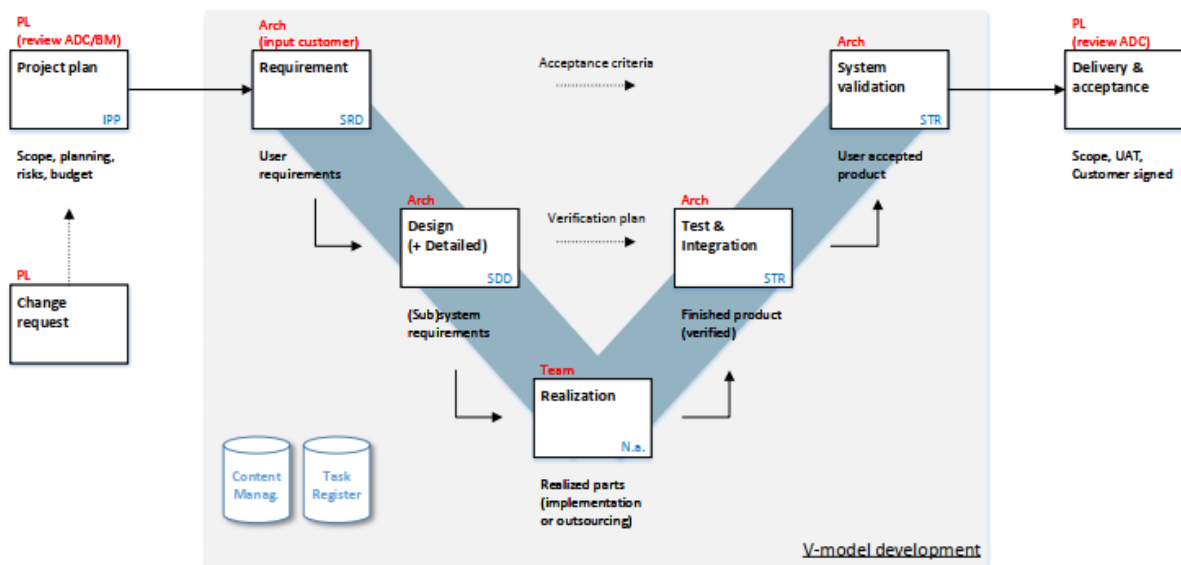 PL
(review ADC/BM)
Project plan
IPP
Scope, planning,
risks, budget
PL
Change
request
Arch
(input customer)
Requirement
SRD
User
requirements
Acceptance criteria
Arch
System
validation
STR
User accepted
product
PL
(review ADC)
Delivery &
acceptance
Scope, UAT,
Customer signed
Arch
Design
(+ Detailed)
SDD
(Sub)system
requirements
Verification plan
Arch
Test &
Integration
STR
Finished product
(verified)
Team
Realization
N.a.
Realized parts
(implementation
or outsourcing)
Content
Manag.
Task
Register
V-model development